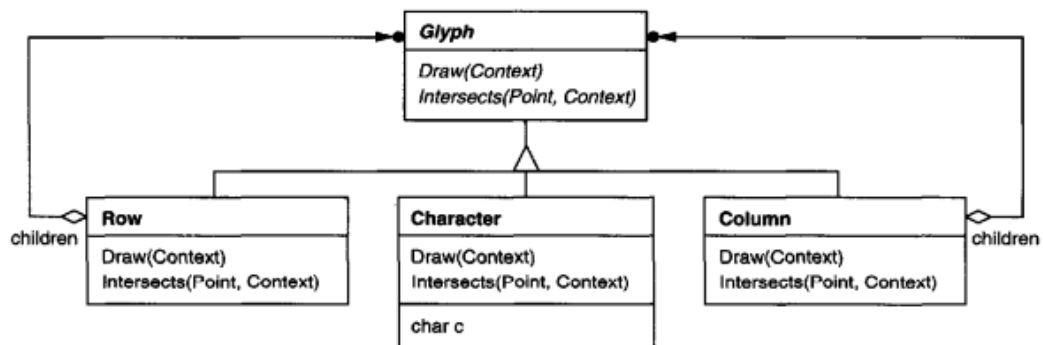 Glyph
Draw(Context)
Intersects(Point, Context)
children
Row
Draw(Context)
Intersects(Point, Context)
Character
Draw(Context)
Intersects(Point, Context)
char c
Column
Draw(Context)
Intersects(Point, Context)
children